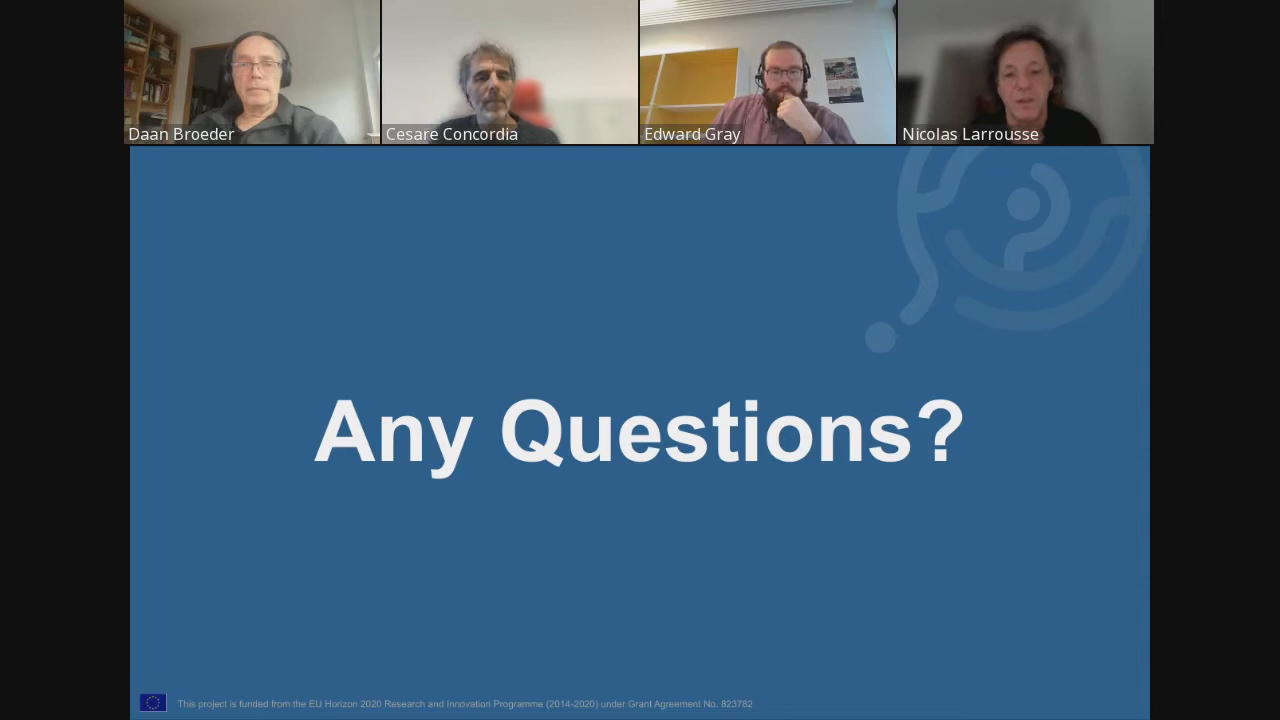 Daan Broeder
Cesare Concordia
Edward Gray
Nicolas Larrousse
Any Questions?
This project is funded from the EU Horizon 2020 Research and Innovation Programme (2014-2020) under Grant Agreement No. 823782